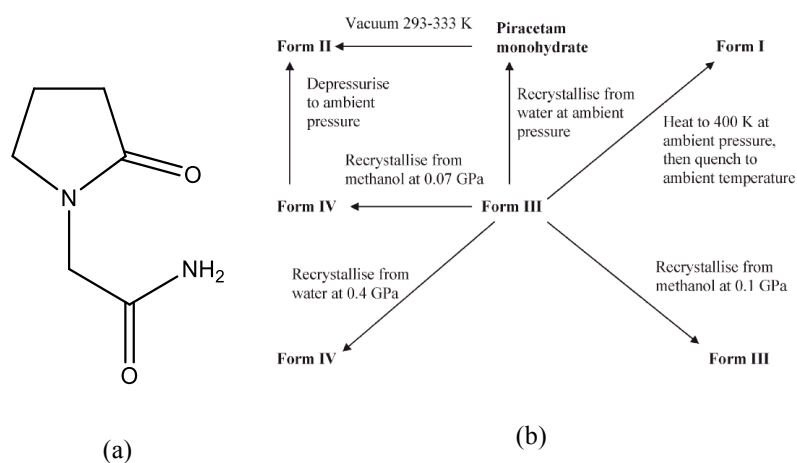 O
N
NH2
O
(a)
Vacuum 293-333 K
Form II
Piracetam
monohydrate
Form I
Depressurise
to ambient
pressure
Recrystallise from
water at ambient
pressure
Heat to 400 K at
ambient pressure,
then quench to
ambient temperature
Recrystallise from
methanol at 0.07 GPa
Form IV
Form III
Recrystallise from
water at 0.4 GPa
Recrystallise from
methanol at 0.1 GPa
Form IV
Form III
(b)